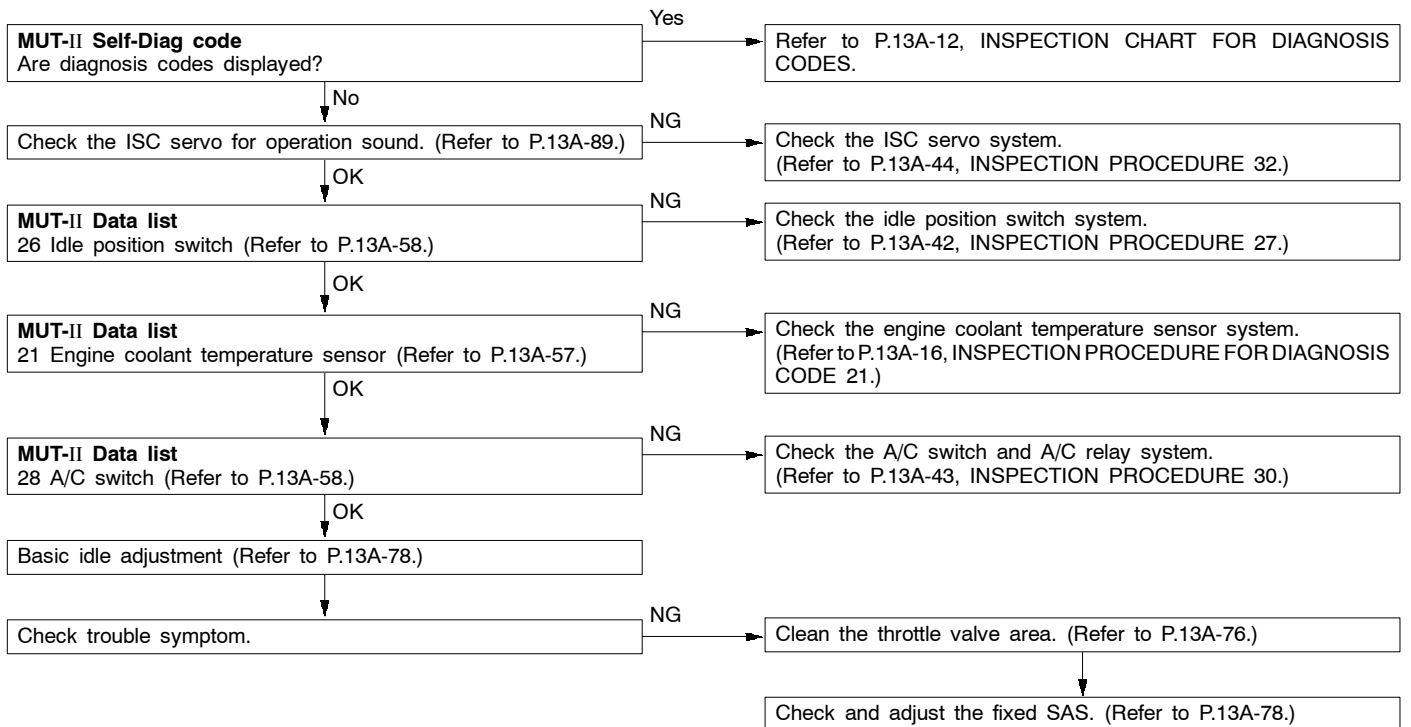 MUT-II Self-Diag code
Are diagnosis codes displayed?
Yes
Refer to P.13A-12, INSPECTION CHART FOR DIAGNOSIS
CODES.
No
Check the ISC servo for operation sound. (Refer to P.13A-89.)
NG
Check the ISC servo system.
(Refer to P.13A-44, INSPECTION PROCEDURE 32.)
OK
MUT-II Data list
26 Idle position switch (Refer to P.13A-58.)
NG
Check the idle position switch system.
(Refer to P.13A-42, INSPECTION PROCEDURE 27.)
OK
MUT-II Data list
21 Engine coolant temperature sensor (Refer to P.13A-57.)
NG
Check the engine coolant temperature sensor system.
(Refer to P.13A-16, INSPECTION PROCEDURE FOR DIAGNOSIS
CODE 21.)
OK
MUT-II Data list
28 A/C switch (Refer to P.13A-58.)
NG
Check the A/C switch and A/C relay system.
(Refer to P.13A-43, INSPECTION PROCEDURE 30.)
OK
Basic idle adjustment (Refer to P.13A-78.)
Check trouble symptom.
NG
Clean the throttle valve area. (Refer to P.13A-76.)
Check and adjust the fixed SAS. (Refer to P.13A-78.)